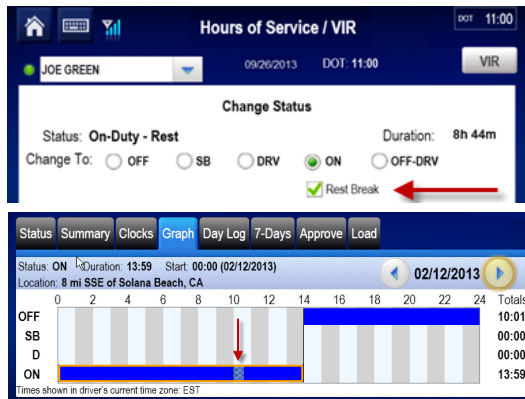 Hours of Service / VIR
DOT 11:00
JOE GREEN
09/26/2013 DOT: 11:00
VIR
Change Status
Status: On-Duty - Rest Duration: 8h 44m
Change To: OFF SB DRV ON OFF-DRV
Rest Break
Status Summary Clocks Graph Day Log 7-Days Approve Load
Status: ON Duration: 13:59 Start: 00:00 (02/12/2013)
Location: 8 mi SSE of Solana Beach, CA
02/12/2013
0 2 4 6 8 10 12 14 16 18 20 22 24 Totals
OFF 10:01
SB 00:00
D 00:00
ON 13:59
Times shown in driver's current time zone: EST